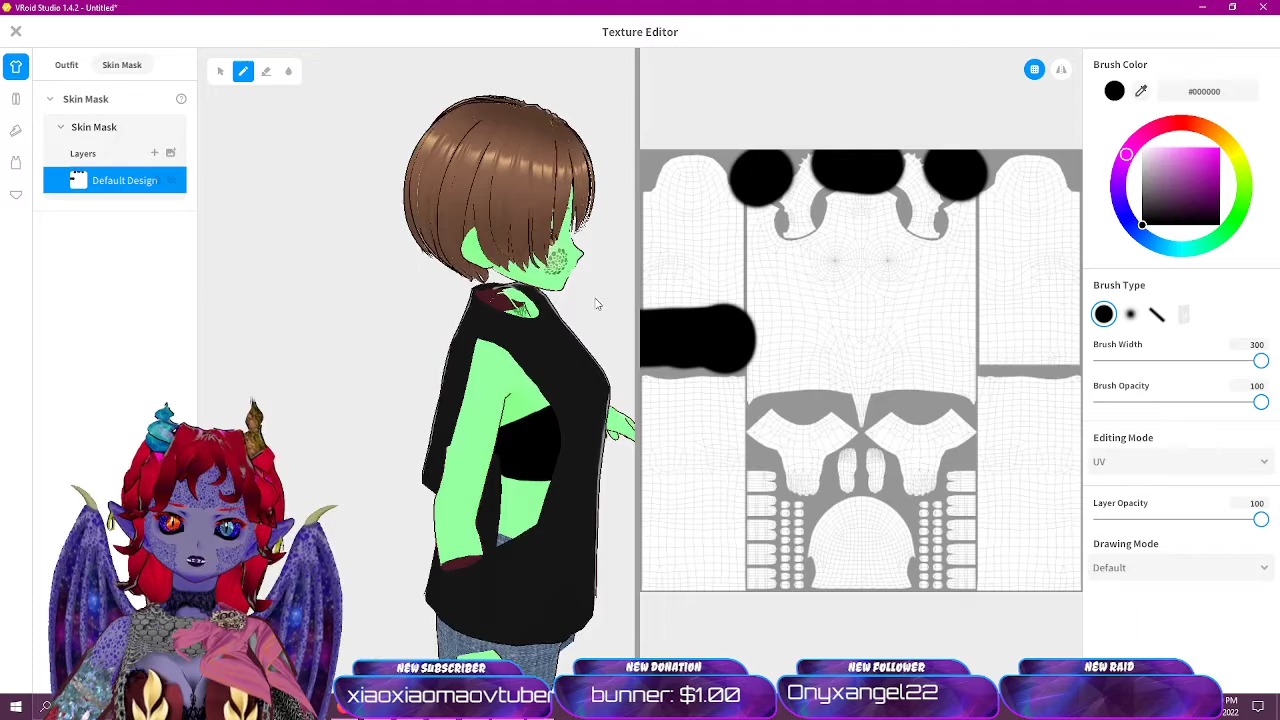 VRoid Studio 1.4.2 - Untitled*
Texture Editor
Outfit
Skin Mask
Skin Mask
Skin Mask
Layers
Default Design
Brush Color
#000000
Brush Type
Brush Width
300
Brush Opacity
100
Editing Mode
UV
Layer Opacity
100
Drawing Mode
Default
NEW SUBSCRIBER
xiaoxiaomaovtuber
NEW DONATION
bunner: $1.00
NEW FOLLOWER
Onyxangel22
NEW RAID
PM